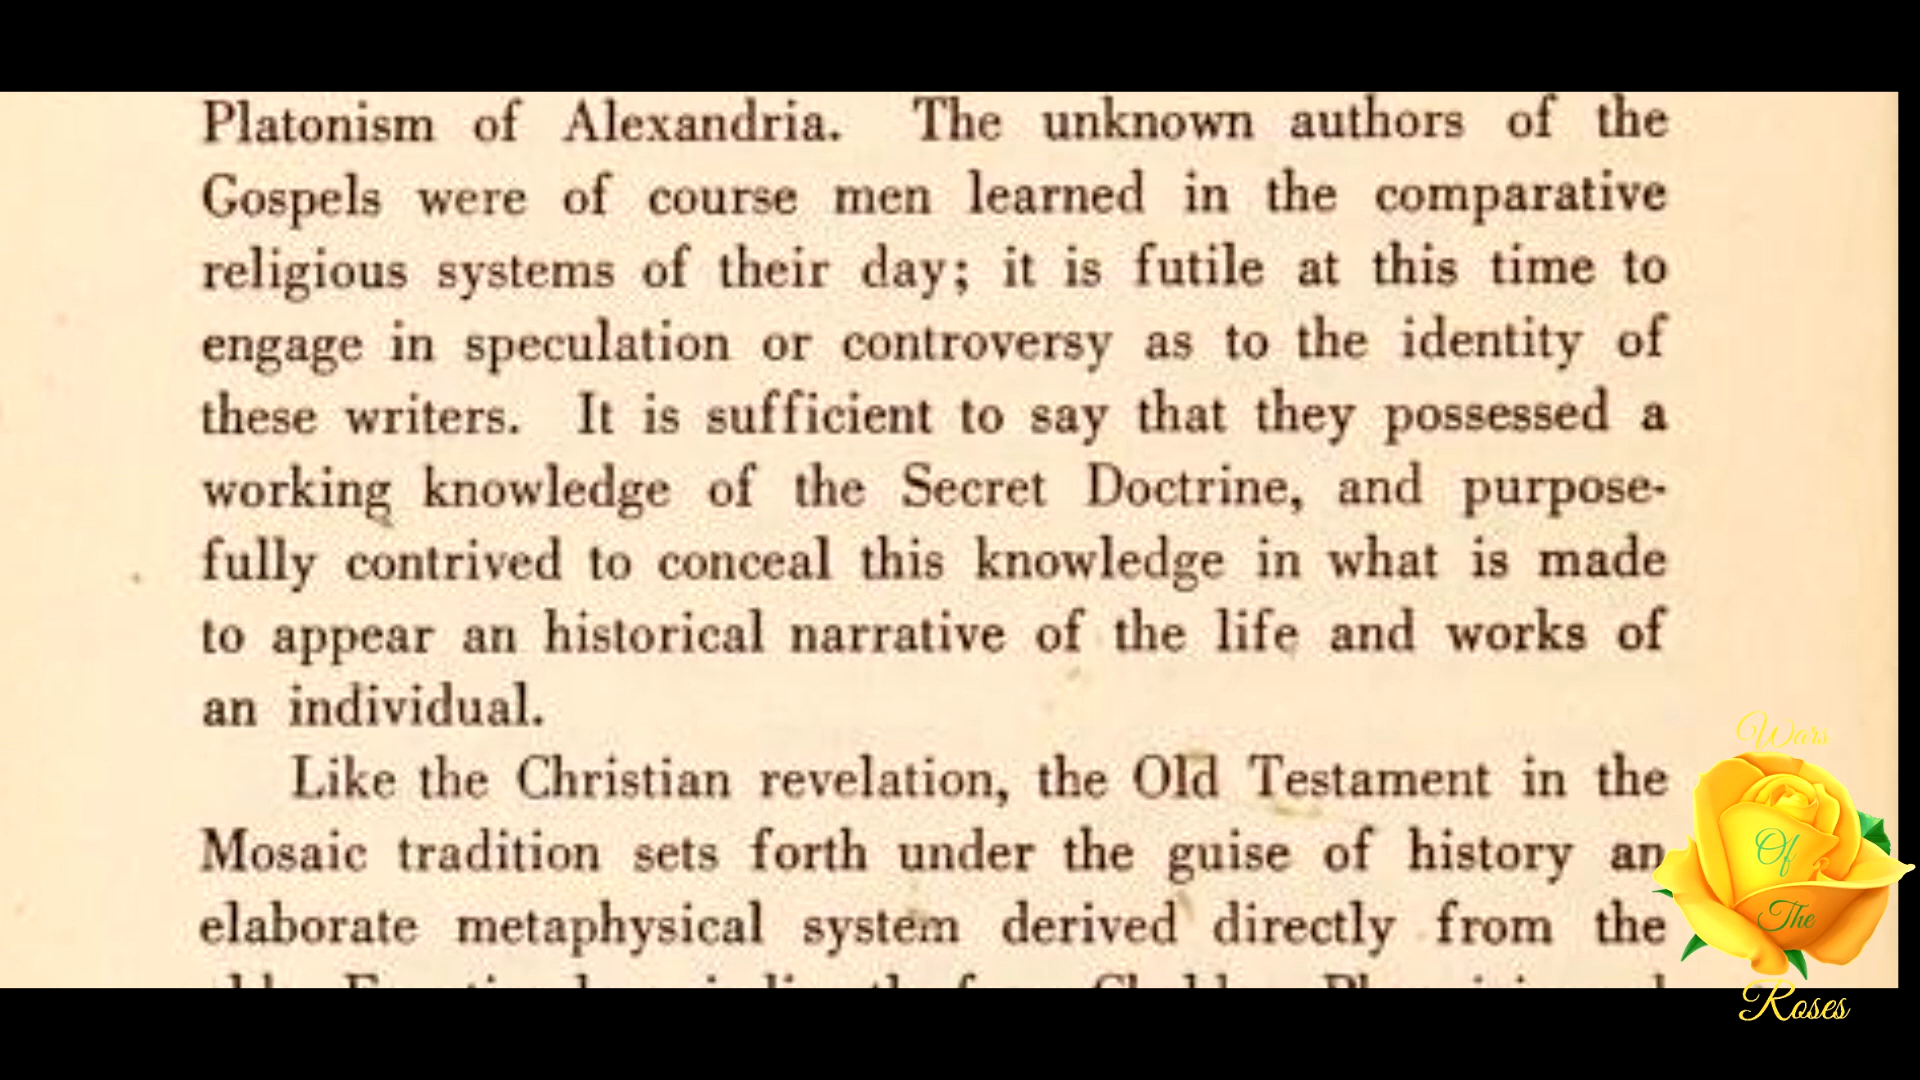 Platonism of Alexandria. The unknown authors of the
Gospels were of course men learned in the comparative
religious systems of their day; it is futile at this time to
engage in speculation or controversy as to the identity of
these writers. It is sufficient to say that they possessed a
working knowledge of the Secret Doctrine, and purpose-
fully contrived to conceal this knowledge in what is made
to appear an historical narrative of the life and works of
an individual.
Like the Christian revelation, the Old Testament in the
Mosaic tradition sets forth under the guise of history an
elaborate metaphysical system derived directly from the
Wars
Of
The
Roses